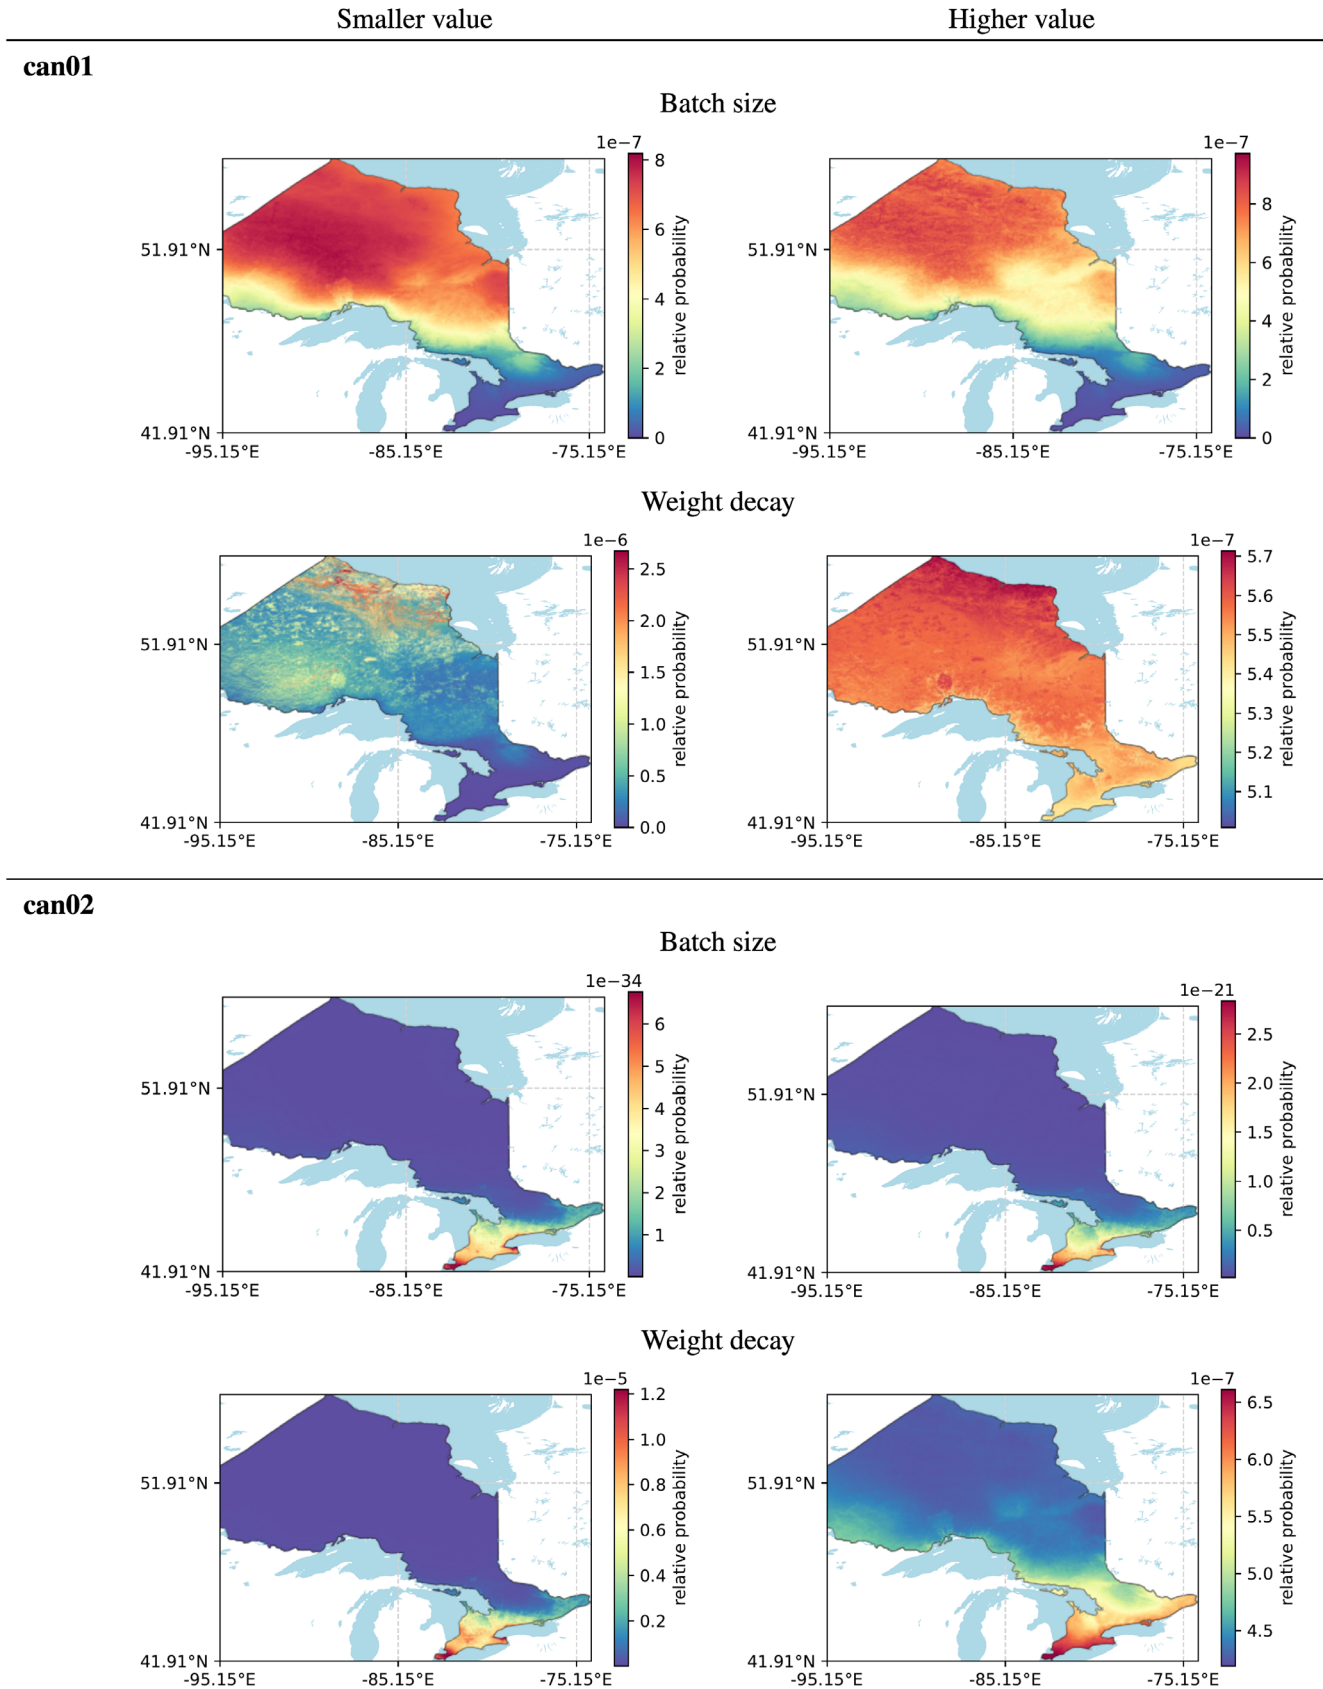 Smaller value Higher value
can01
Batch size
1e−7 1e−7
8
6
4
2
0
relative probability
8
6
4
2
0
relative probability
51.91°N 51.91°N
41.91°N 41.91°N
-95.15°E -85.15°E -75.15°E -95.15°E -85.15°E -75.15°E
Weight decay
1e−6 1e−7
2.5
2.0
1.5
1.0
0.5
0.0
relative probability
5.7
5.6
5.5
5.4
5.3
5.2
5.1
relative probability
51.91°N 51.91°N
41.91°N 41.91°N
-95.15°E -85.15°E -75.15°E -95.15°E -85.15°E -75.15°E
can02
Batch size
1e−34 1e−21
6
5
4
3
2
1
relative probability
2.5
2.0
1.5
1.0
0.5
relative probability
51.91°N 51.91°N
41.91°N 41.91°N
-95.15°E -85.15°E -75.15°E -95.15°E -85.15°E -75.15°E
Weight decay
1e−5 1e−7
1.2
1.0
0.8
0.6
0.4
0.2
relative probability
6.5
6.0
5.5
5.0
4.5
relative probability
51.91°N 51.91°N
41.91°N 41.91°N
-95.15°E -85.15°E -75.15°E -95.15°E -85.15°E -75.15°E